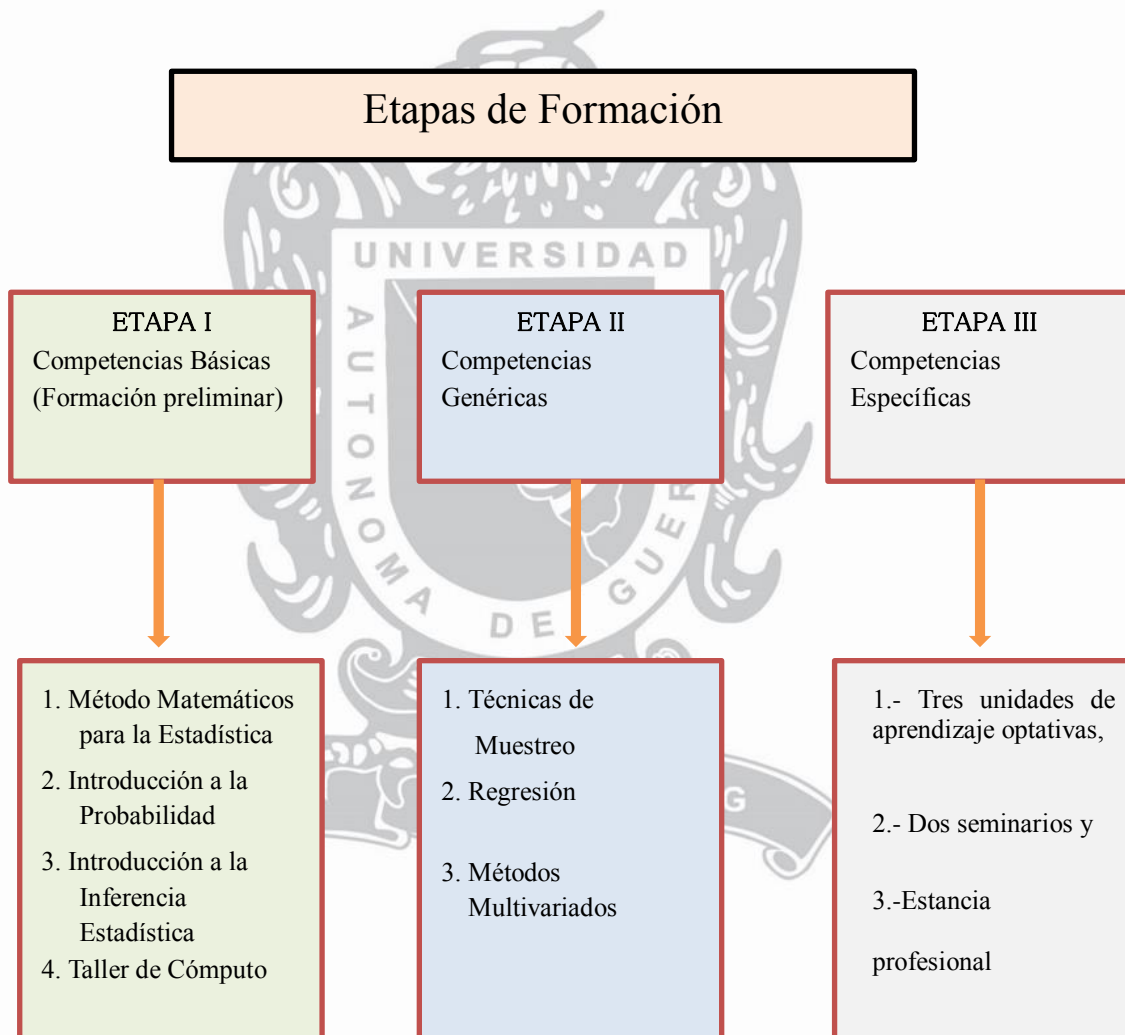 Etapas de Formación
UNIVERSIDAD
AUTONOMA DE GUER
ETAPA I
Competencias Básicas
(Formación preliminar)
ETAPA II
Competencias
Genéricas
ETAPA III
Competencias
Específicas
1. Método Matemáticos
para la Estadística
2. Introducción a la
Probabilidad
3. Introducción a la
Inferencia
Estadística
4. Taller de Cómputo
1. Técnicas de
Muestreo
2. Regresión
3. Métodos
Multivariados
G
1.- Tres unidades de
aprendizaje optativas,
2.- Dos seminarios y
3.-Estancia
profesional